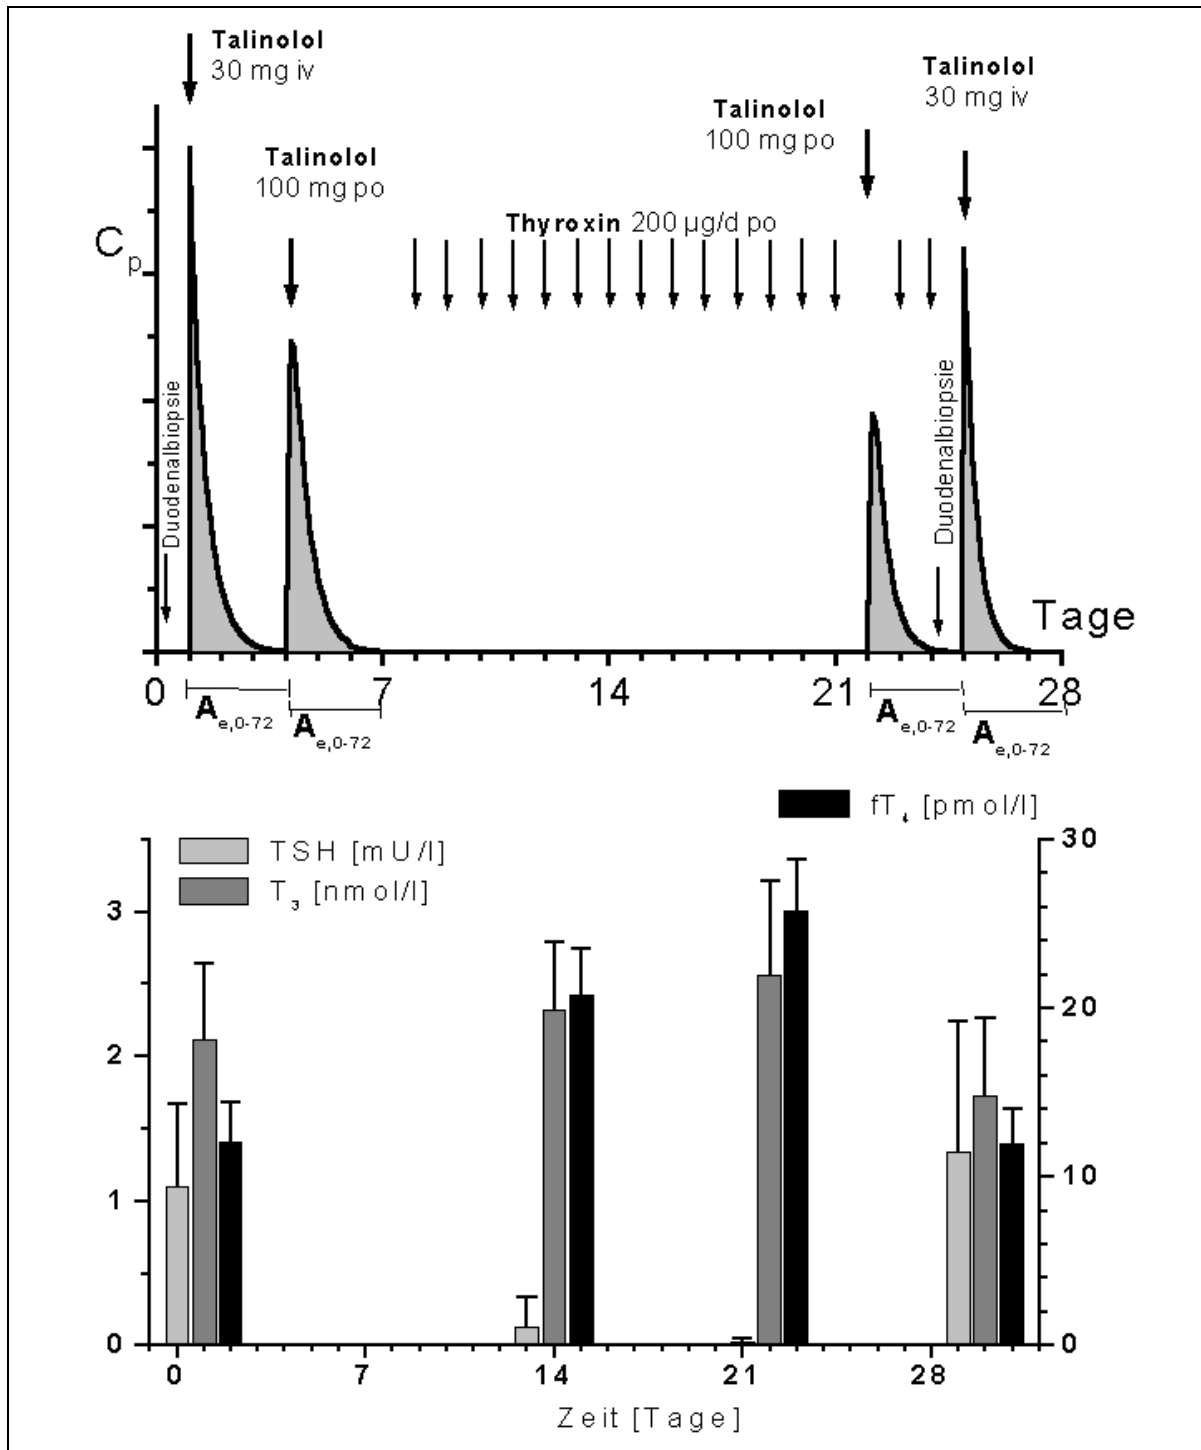 Talinolol
30 mg iv
Talinolol
30 mg iv
Talinolol
100 mg po
Talinolol
100 mg po
Thyroxin 200 µg/d po
Cp
Duodenalbiopsie
Duodenalbiopsie
Tage
0 7 14 21 28
Ae,0-72
Ae,0-72
Ae,0-72
Ae,0-72
fT4 [pmol/l]
TSH [mU/l]
T3 [nmol/l]
30
3
20
2
10
1
0
0
0 7 14 21 28
Zeit [Tage]